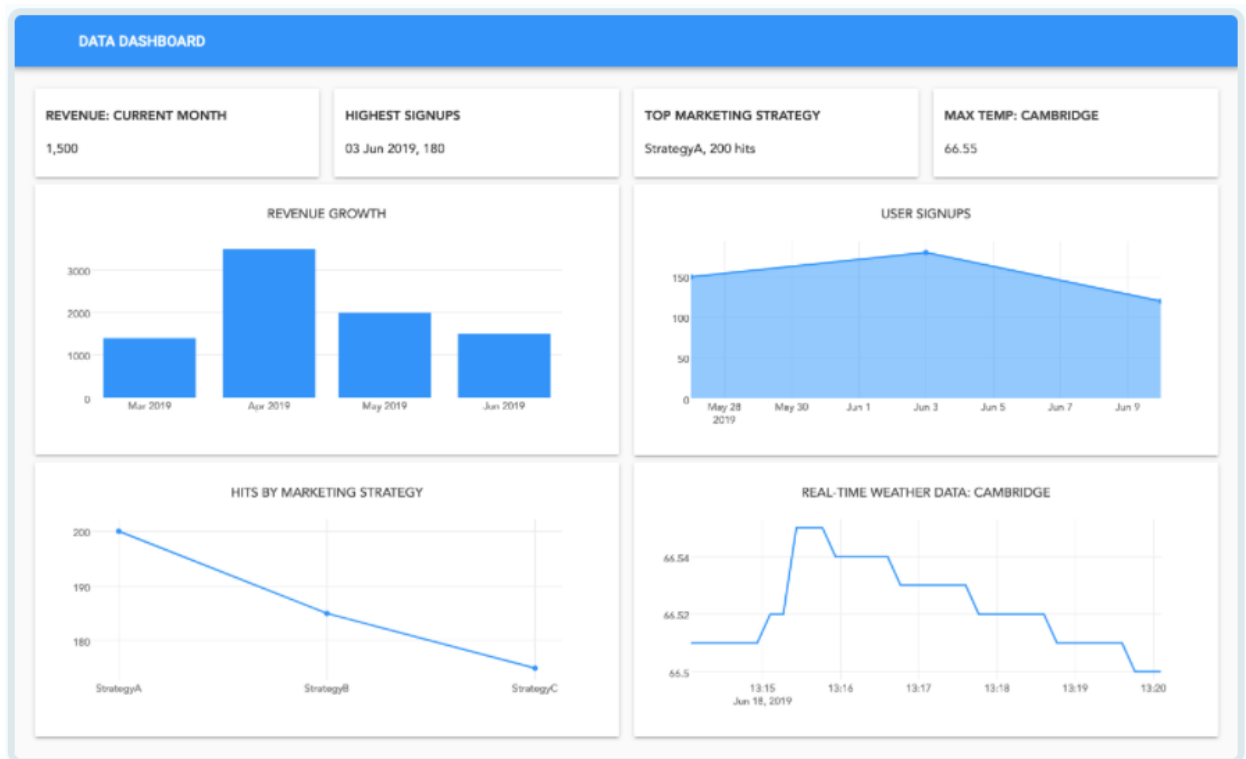 DATA DASHBOARD
REVENUE: CURRENT MONTH
1,500
HIGHEST SIGNUPS
03 Jun 2019, 180
TOP MARKETING STRATEGY
StrategyA, 200 hits
MAX TEMP: CAMBRIDGE
66.55
REVENUE GROWTH
3000
2000
1000
0
Mar 2019 Apr 2019 May 2019 Jun 2019
USER SIGNUPS
150
100
50
0
May 28 May 30 Jun 1 Jun 3 Jun 5 Jun 7 Jun 9
2019
HITS BY MARKETING STRATEGY
200
190
180
StrategyA StrategyB StrategyC
REAL-TIME WEATHER DATA: CAMBRIDGE
66.54
66.52
66.5
13:15 13:16 13:17 13:18 13:19 13:20
Jun 18, 2019